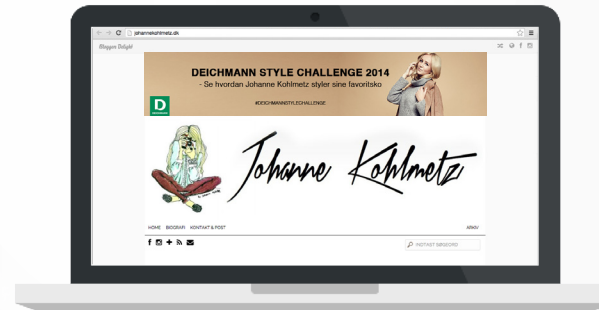 johannekohlmetz.dk
Bloggers Delight
DEICHMANN STYLE CHALLENGE 2014
- Se hvordan Johanne Kohlmetz styler sine favoritsko
#DEICHMANNSTYLECHALLENGE
D
Johanne Kohlmetz
HOME BIOGRAFI KONTAKT & POST ARKIV
INDTAST SØGEORD